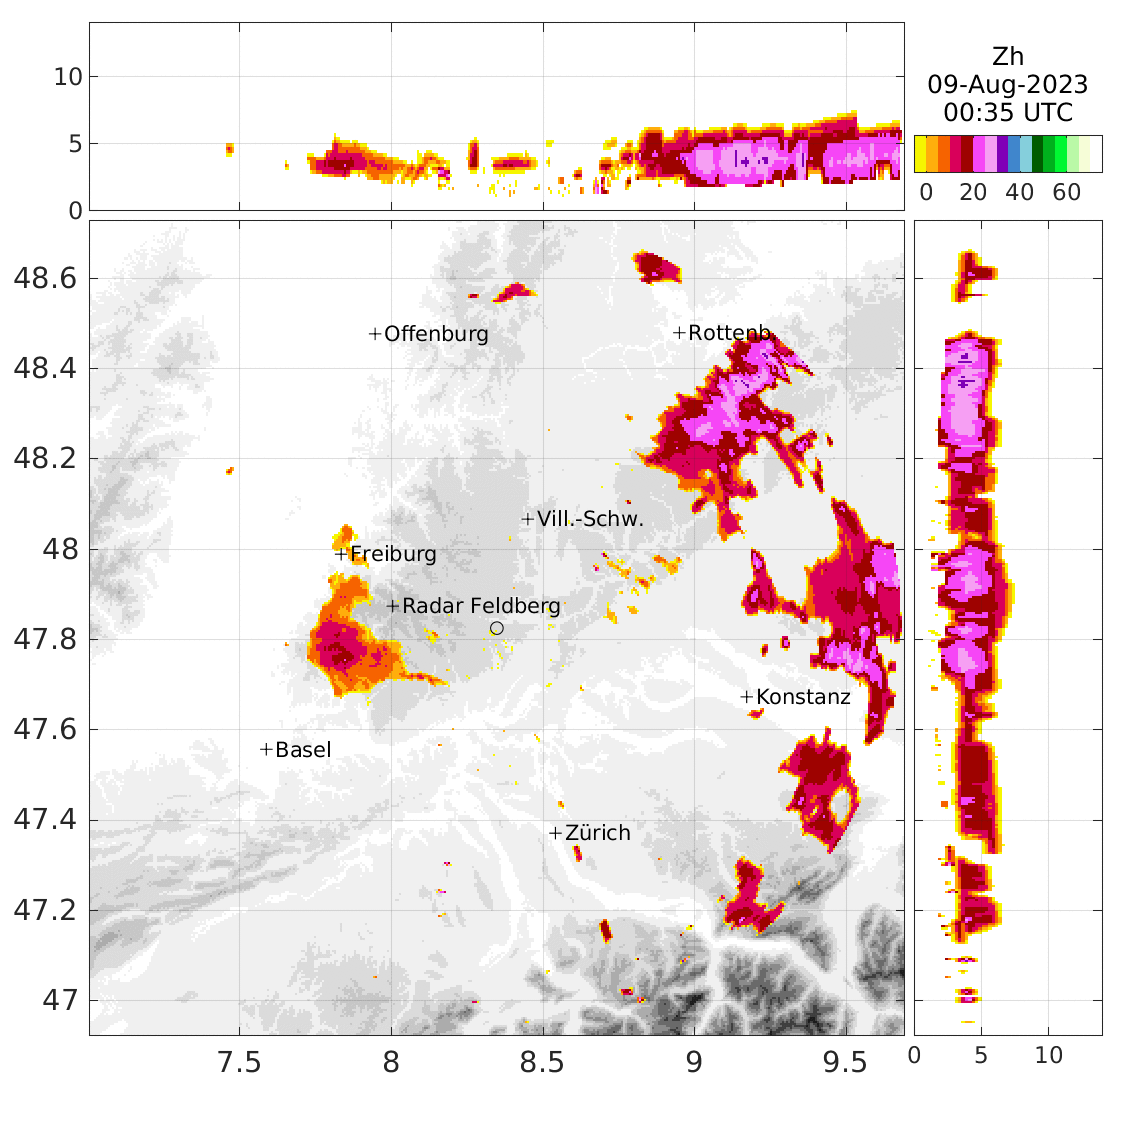 Zh
09-Aug-2023
00:35 UTC
0 20 40 60
10
5
0
48.6
48.4
48.2
48
47.8
47.6
47.4
47.2
47
+Offenburg
+Rottenb.
+Vill.-Schw.
+Freiburg
+Radar Feldberg
+Konstanz
+Basel
+Zürich
7.5 8 8.5 9 9.5
0 5 10